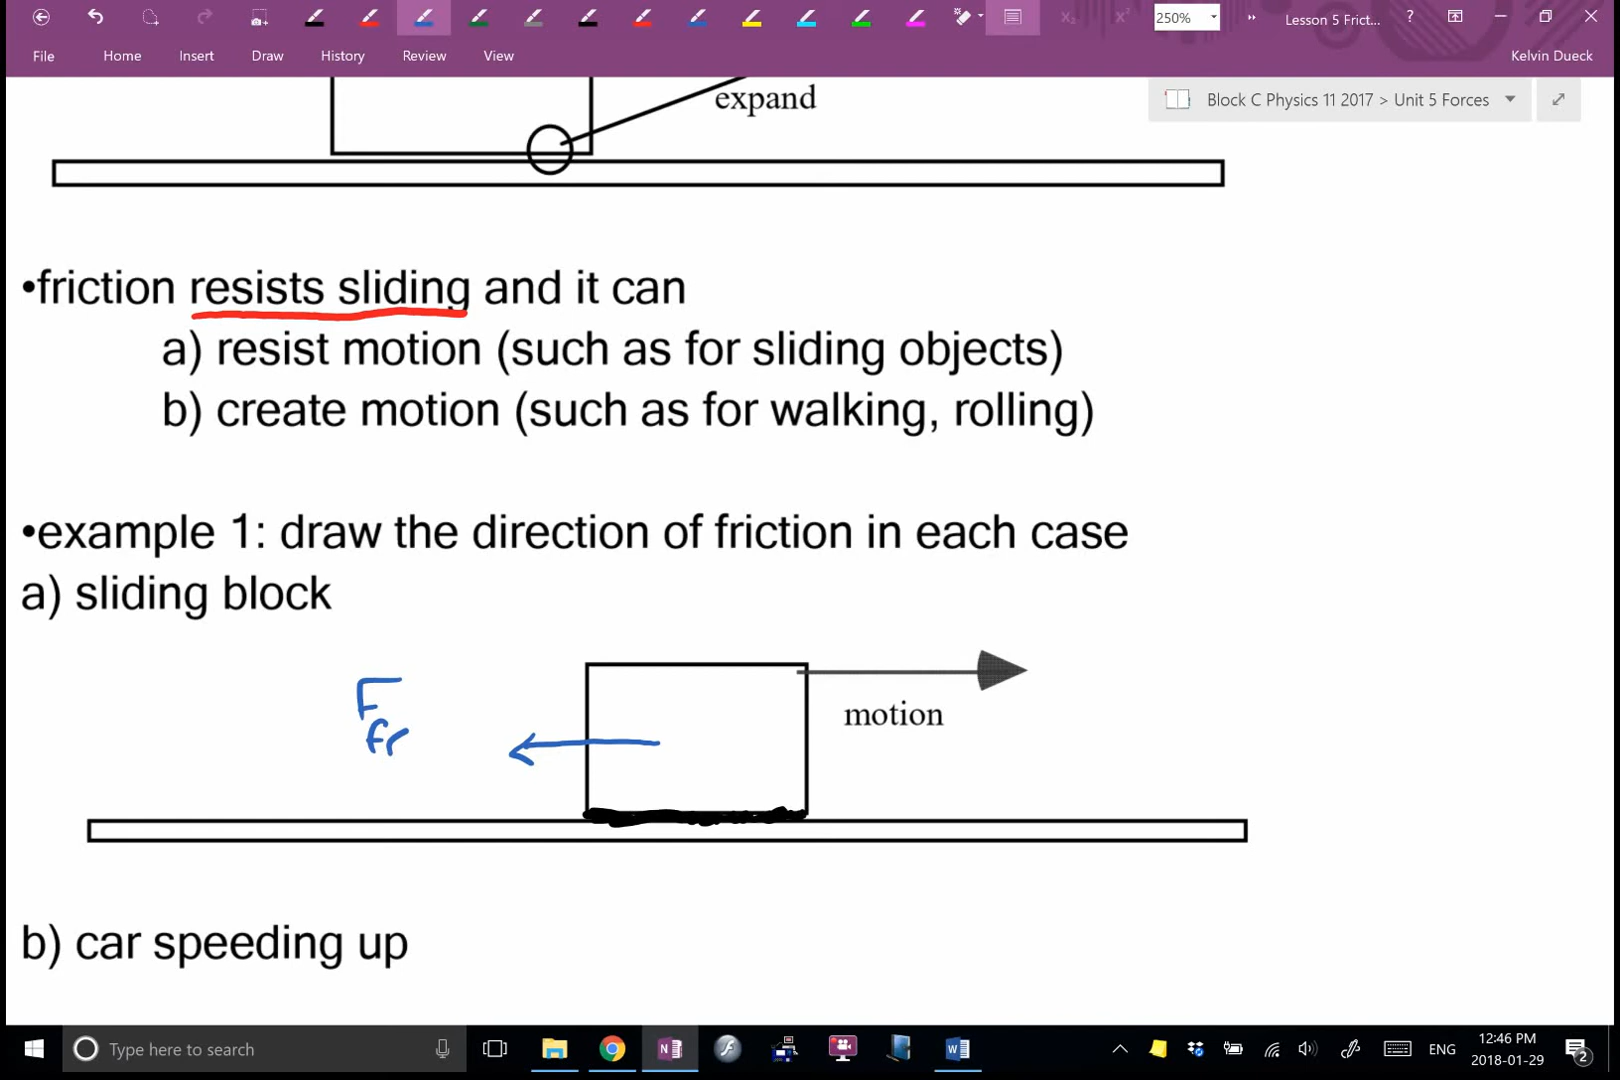 250%
Lesson 5 Frict...
?
File
Home
Insert
Draw
History
Review
View
Kelvin Dueck
Block C Physics 11 2017 > Unit 5 Forces
expand
•friction resists sliding and it can
a) resist motion (such as for sliding objects)
b) create motion (such as for walking, rolling)
•example 1: draw the direction of friction in each case
a) sliding block
F
fr
motion
b) car speeding up
Type here to search
ENG
12:46 PM
2018-01-29
2